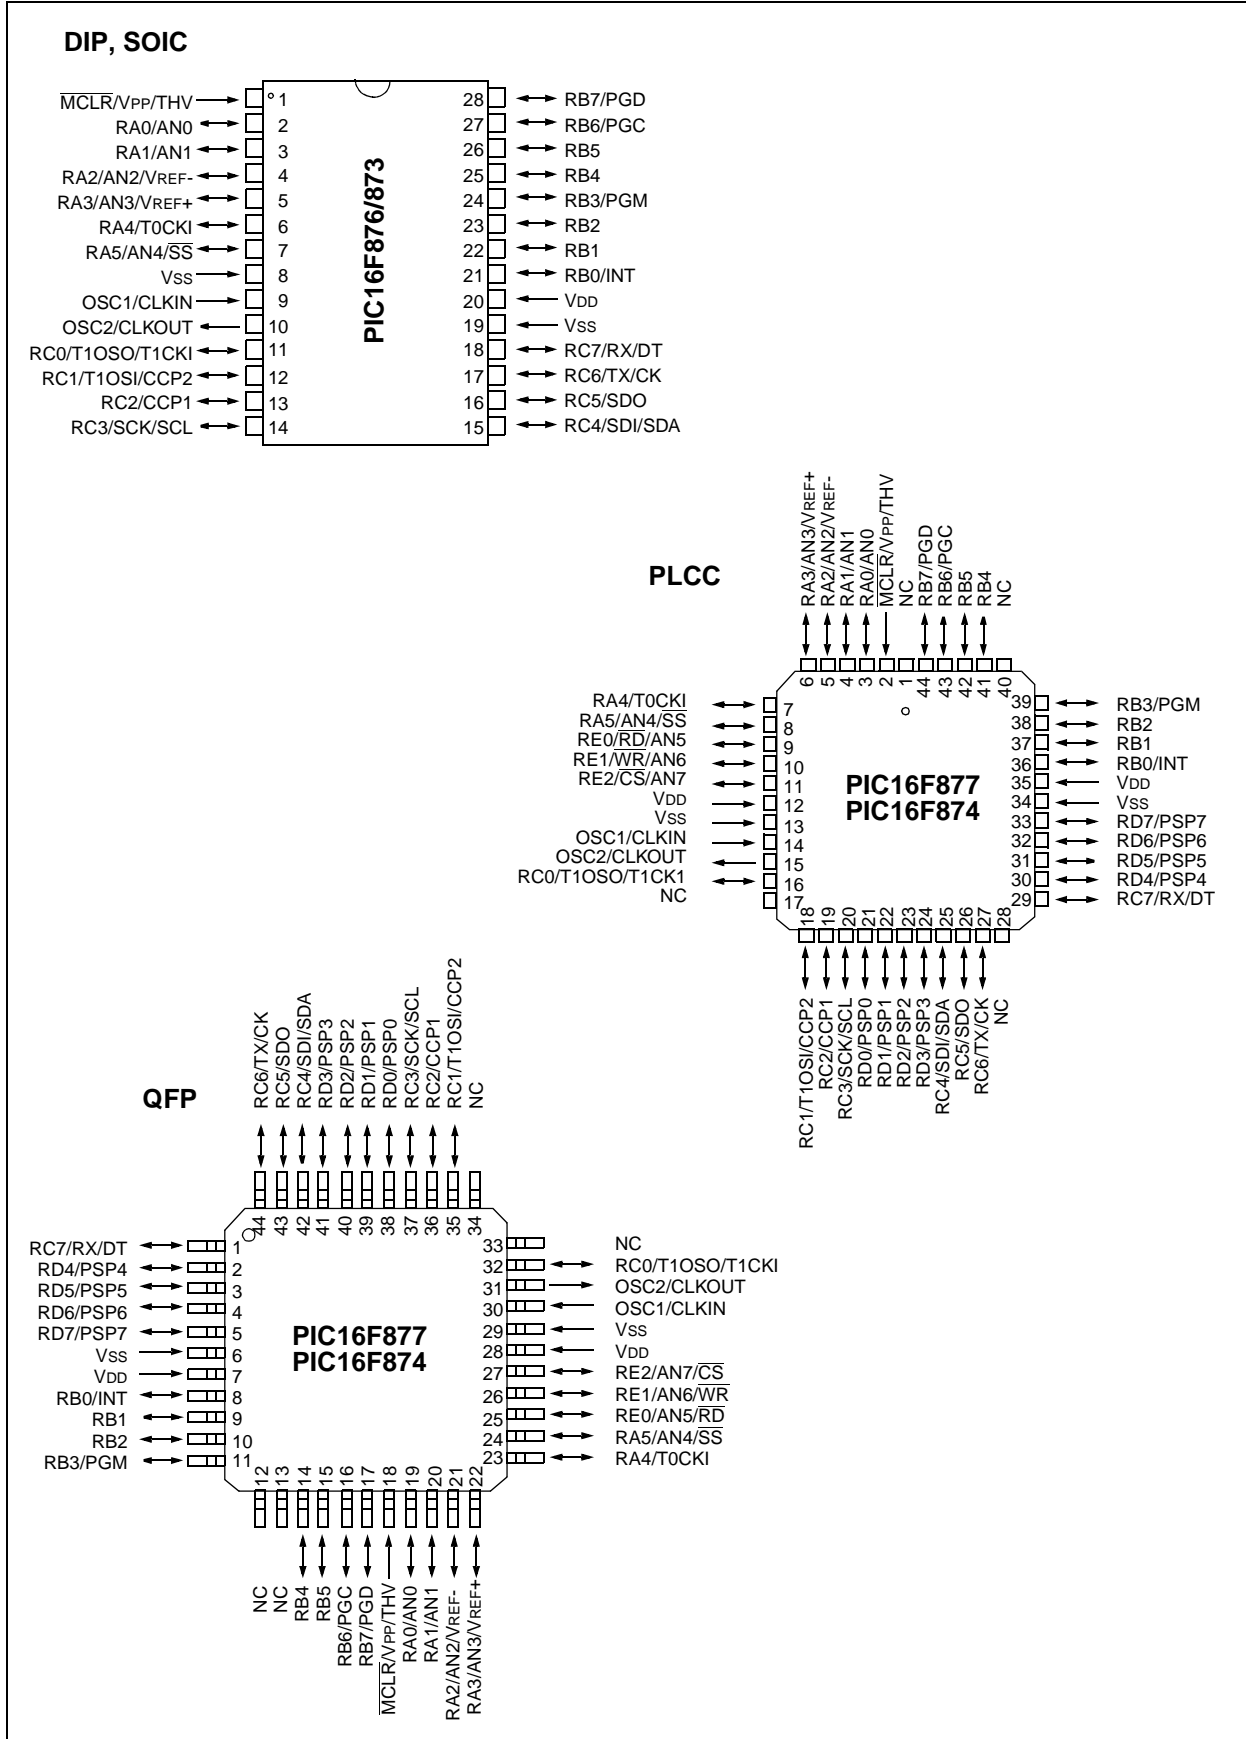 DIP, SOIC
MCLR/VPP/THV 1 28 RB7/PGD
RA0/AN0 2 27 RB6/PGC
RA1/AN1 3 26 RB5
RA2/AN2/VREF- 4 25 RB4
RA3/AN3/VREF+ 5 24 RB3/PGM
RA4/T0CKI 6 23 RB2
RA5/AN4/SS 7 22 RB1
VSS 8 21 RB0/INT
OSC1/CLKIN 9 20 VDD
OSC2/CLKOUT 10 19 VSS
RC0/T1OSO/T1CKI 11 18 RC7/RX/DT
RC1/T1OSI/CCP2 12 17 RC6/TX/CK
RC2/CCP1 13 16 RC5/SDO
RC3/SCK/SCL 14 15 RC4/SDI/SDA
PIC16F876/873
PLCC
RA3/AN3/VREF+
RA2/AN2/VREF-
RA1/AN1
RA0/AN0
MCLR/VPP/THV
NC
RB7/PGD
RB6/PGC
RB5
RB4
NC
6 5 4 3 2 1 44 43 42 41 40
RA4/T0CKI 7 39 RB3/PGM
RA5/AN4/SS 8 38 RB2
RE0/RD/AN5 9 37 RB1
RE1/WR/AN6 10 36 RB0/INT
RE2/CS/AN7 11 35 VDD
VDD 12 34 VSS
VSS 13 33 RD7/PSP7
OSC1/CLKIN 14 32 RD6/PSP6
OSC2/CLKOUT 15 31 RD5/PSP5
RC0/T1OSO/T1CK1 16 30 RD4/PSP4
NC 17 29 RC7/RX/DT
PIC16F877
PIC16F874
18 19 20 21 22 23 24 25 26 27 28
RC1/T1OSI/CCP2
RC2/CCP1
RC3/SCK/SCL
RD0/PSP0
RD1/PSP1
RD2/PSP2
RD3/PSP3
RC4/SDI/SDA
RC5/SDO
RC6/TX/CK
NC
QFP
RC6/TX/CK
RC5/SDO
RC4/SDI/SDA
RD3/PSP3
RD2/PSP2
RD1/PSP1
RD0/PSP0
RC3/SCK/SCL
RC2/CCP1
RC1/T1OSI/CCP2
NC
44 43 42 41 40 39 38 37 36 35 34
RC7/RX/DT 1 33 NC
RD4/PSP4 2 32 RC0/T1OSO/T1CKI
RD5/PSP5 3 31 OSC2/CLKOUT
RD6/PSP6 4 30 OSC1/CLKIN
RD7/PSP7 5 29 VSS
VSS 6 28 VDD
VDD 7 27 RE2/AN7/CS
RB0/INT 8 26 RE1/AN6/WR
RB1 9 25 RE0/AN5/RD
RB2 10 24 RA5/AN4/SS
RB3/PGM 11 23 RA4/T0CKI
PIC16F877
PIC16F874
12 13 14 15 16 17 18 19 20 21 22
NC
NC
RB4
RB5
RB6/PGC
RB7/PGD
MCLR/VPP/THV
RA0/AN0
RA1/AN1
RA2/AN2/VREF-
RA3/AN3/VREF+